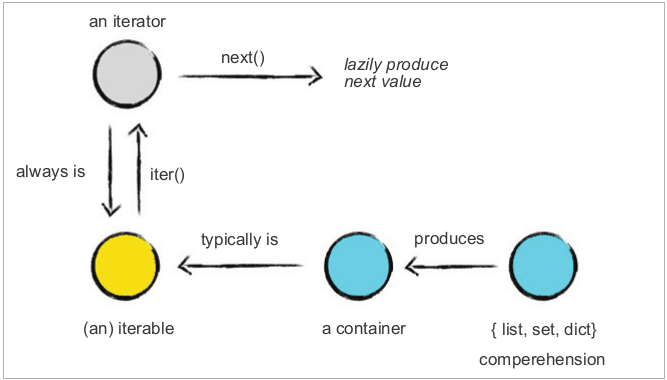 an iterator
next()
lazily produce
next value
always is
iter()
typically is
produces
(an) iterable
a container
{ list, set, dict}
comperehension